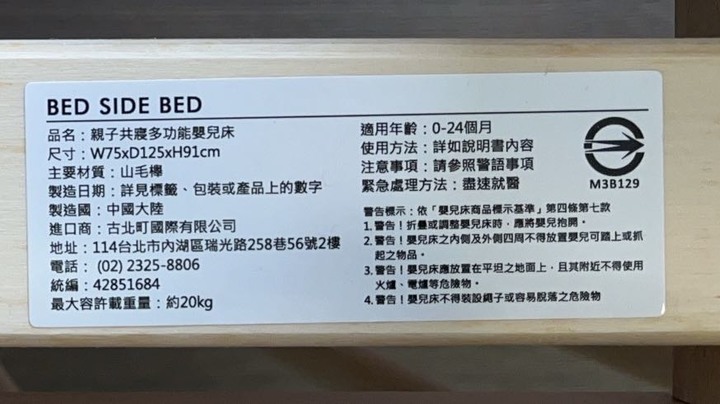 BED SIDE BED
品名：親子共寢多功能嬰兒床
尺寸：W75xD125xH91cm
主要材質：山毛櫸
製造日期：詳見標籤、包裝或產品上的數字
製造國：中國大陸
進口商：古北町國際有限公司
地址：114台北市內湖區瑞光路258巷56號2樓
電話：(02) 2325-8806
統編：42851684
最大容許載重量：約20kg
適用年齡：0-24個月
使用方法：詳如說明書內容
注意事項：請參照警語事項
緊急處理方法：盡速就醫
M3B129
警告標示：依「嬰兒床商品標示基準」第四條第七款
1.警告！折疊或調整嬰兒床時，應將嬰兒抱開。
2.警告！嬰兒床之內側及外側四周不得放置嬰兒可踏上或抓
起之物品。
3.警告！嬰兒床應放置在平坦之地面上，且其附近不得使用
火爐、電爐等危險物。
4.警告！嬰兒床不得裝設繩子或容易脫落之危險物